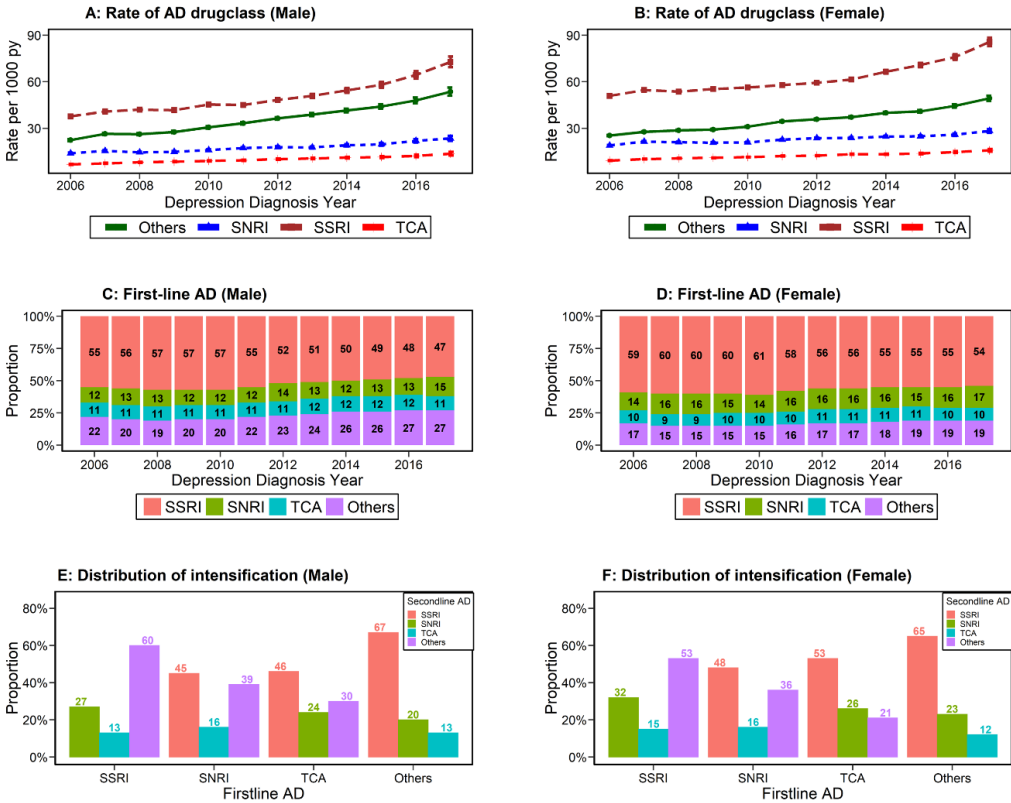 A: Rate of AD drugclass (Male)
Rate per 1000 py
90
60
30
2006 2008 2010 2012 2014 2016
Depression Diagnosis Year
Others SNRI SSRI TCA
B: Rate of AD drugclass (Female)
Rate per 1000 py
90
60
30
2006 2008 2010 2012 2014 2016
Depression Diagnosis Year
Others SNRI SSRI TCA
C: First-line AD (Male)
Proportion
100%
75%
50%
25%
0%
55 56 57 57 57 55 52 51 50 49 48 47
12 13 13 12 12 12 14 13 12 13 13 15
11 11 11 11 11 11 11 12 12 12 12 11
22 20 19 20 20 22 23 24 26 26 27 27
2006 2008 2010 2012 2014 2016
Depression Diagnosis Year
SSRI SNRI TCA Others
D: First-line AD (Female)
Proportion
100%
75%
50%
25%
0%
59 60 60 60 61 58 56 56 55 55 55 54
14 16 16 15 14 16 16 16 16 15 16 17
10 9 9 10 10 10 11 11 11 11 10 10
17 15 15 15 15 16 17 17 18 19 19 19
2006 2008 2010 2012 2014 2016
Depression Diagnosis Year
SSRI SNRI TCA Others
E: Distribution of intensification (Male)
Proportion
80%
60%
40%
20%
0%
Secondline AD
SSRI
SNRI
TCA
Others
27 13 60 45 16 39 46 24 30 67 20 13
SSRI SNRI TCA Others
Firstline AD
F: Distribution of intensification (Female)
Proportion
80%
60%
40%
20%
0%
Secondline AD
SSRI
SNRI
TCA
Others
32 15 53 48 16 36 53 26 21 65 23 12
SSRI SNRI TCA Others
Firstline AD